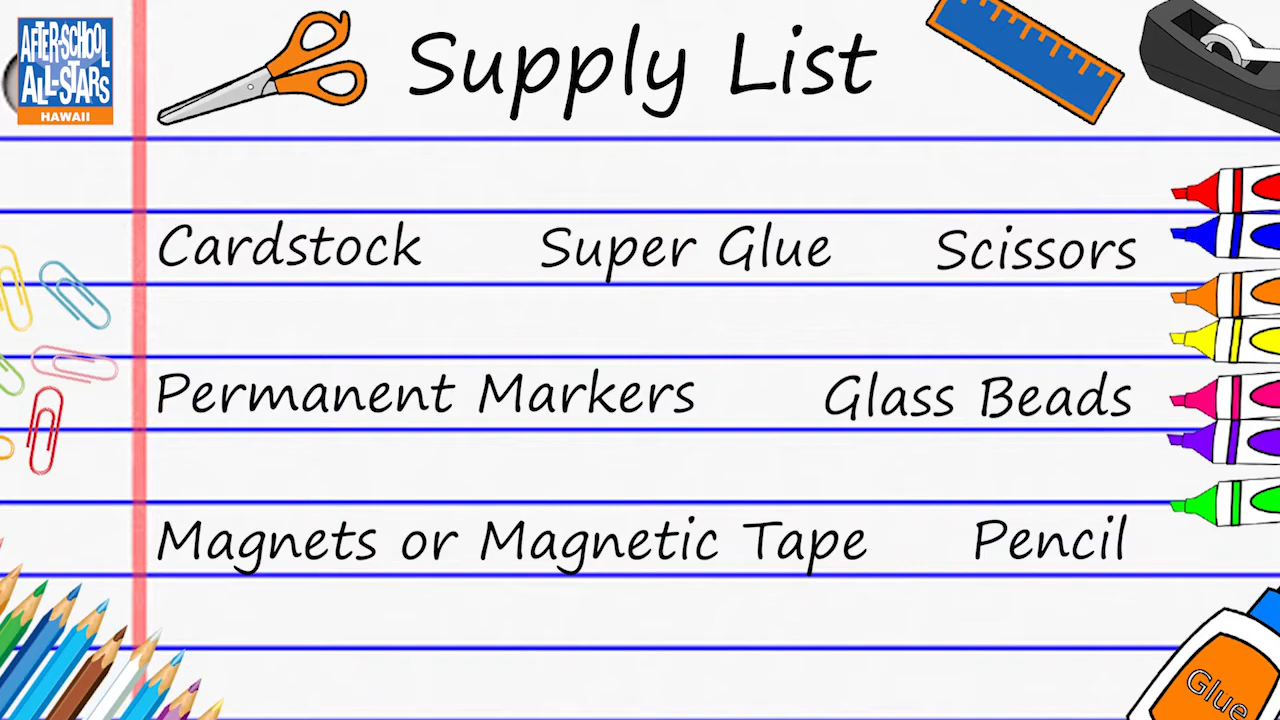 AFTER-SCHOOL
ALL-STARS
HAWAII
Supply List
Cardstock Super Glue Scissors
Permanent Markers Glass Beads
Magnets or Magnetic Tape Pencil
Glue